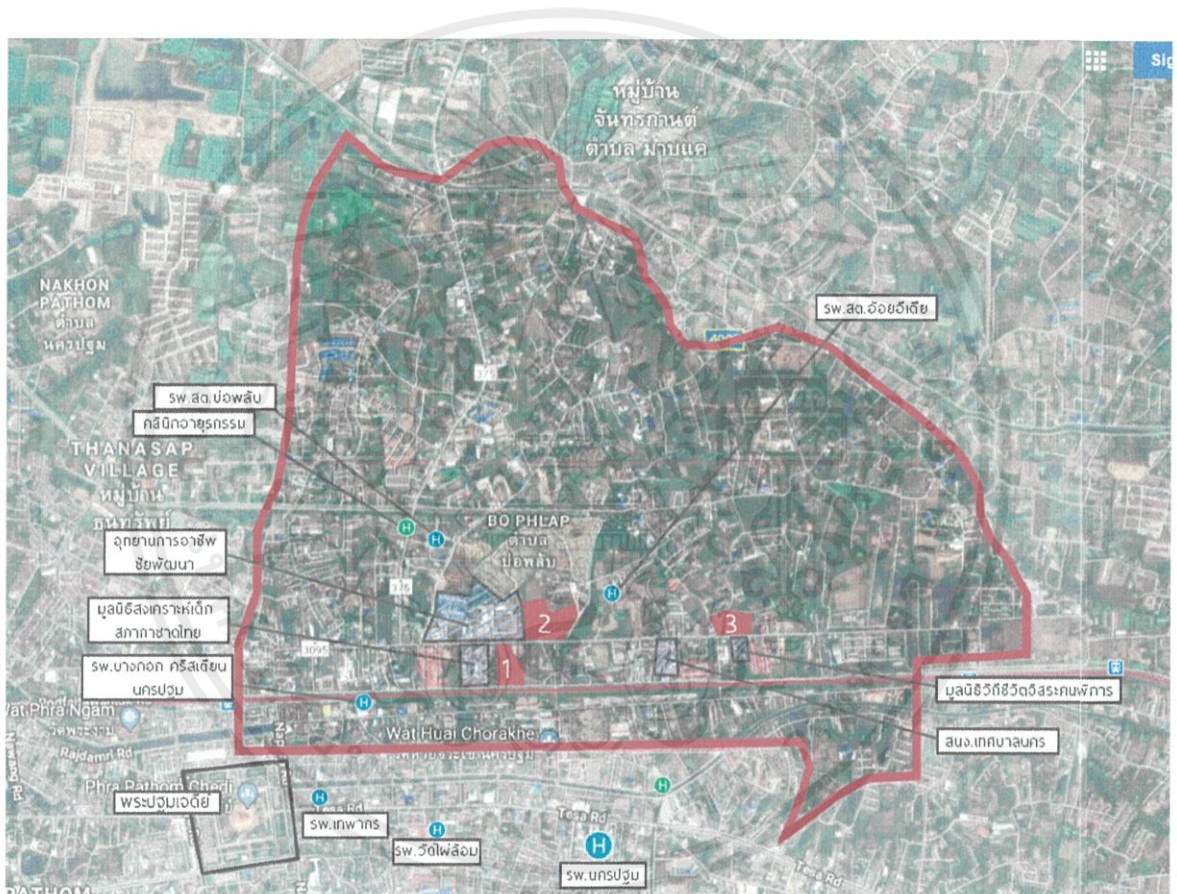 Sig
หมู่บ้าน
จันทรกานต์
ตำบล มาบแค
NAKHON
PATHOM
ตำบล
นครปฐม
รพ.สต.อ้อยอีเดีย
รพ.สต.บ่อพลับ
คลินิกอายุรกรรม
THANASAP
VILLAGE
หมู่บ้าน
ธนทรัพย์
BO PHLAP
ตำบล
บ่อพลับ
อุทยานการอาชีพ
ชัยพัฒนา
มูลนิธิสงเคราะห์เด็ก
สภากาชาดไทย
2
3
3095
1
รพ.บางกอก คริสเตียน
นครปฐม
มูลนิธิวิถีชีวิตอิสระคนพิการ
Wat Phra Ngam
วัดพระงาม
Wat Huai Chorakhe
สนง.เทศบาลนคร
Rajdamri Rd
Phra Pathom Chedi
พระปฐมเจดีย์
Tesa Rd
รพ.เทพากร
Tesa Rd
รพ.วัดไผ่ล้อม
รพ.นครปฐม
Tesa Rd
PATHOM